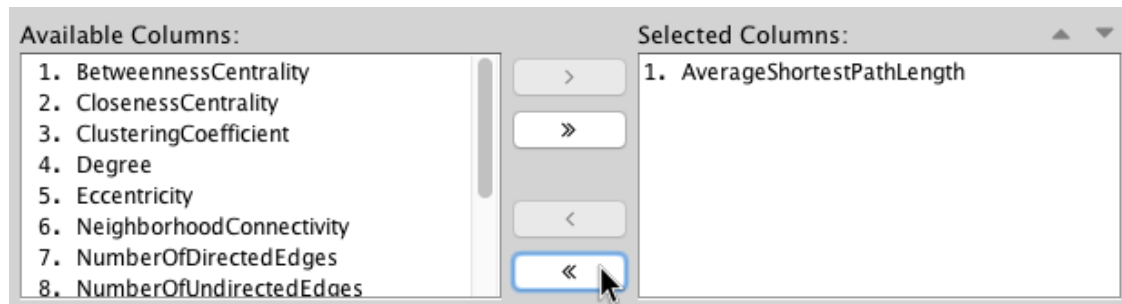 Available Columns:
1. BetweennessCentrality
2. ClosenessCentrality
3. ClusteringCoefficient
4. Degree
5. Eccentricity
6. NeighborhoodConnectivity
7. NumberOfDirectedEdges
8. NumberOfUndirectedEdges
>
»
<
«
Selected Columns:
1. AverageShortestPathLength